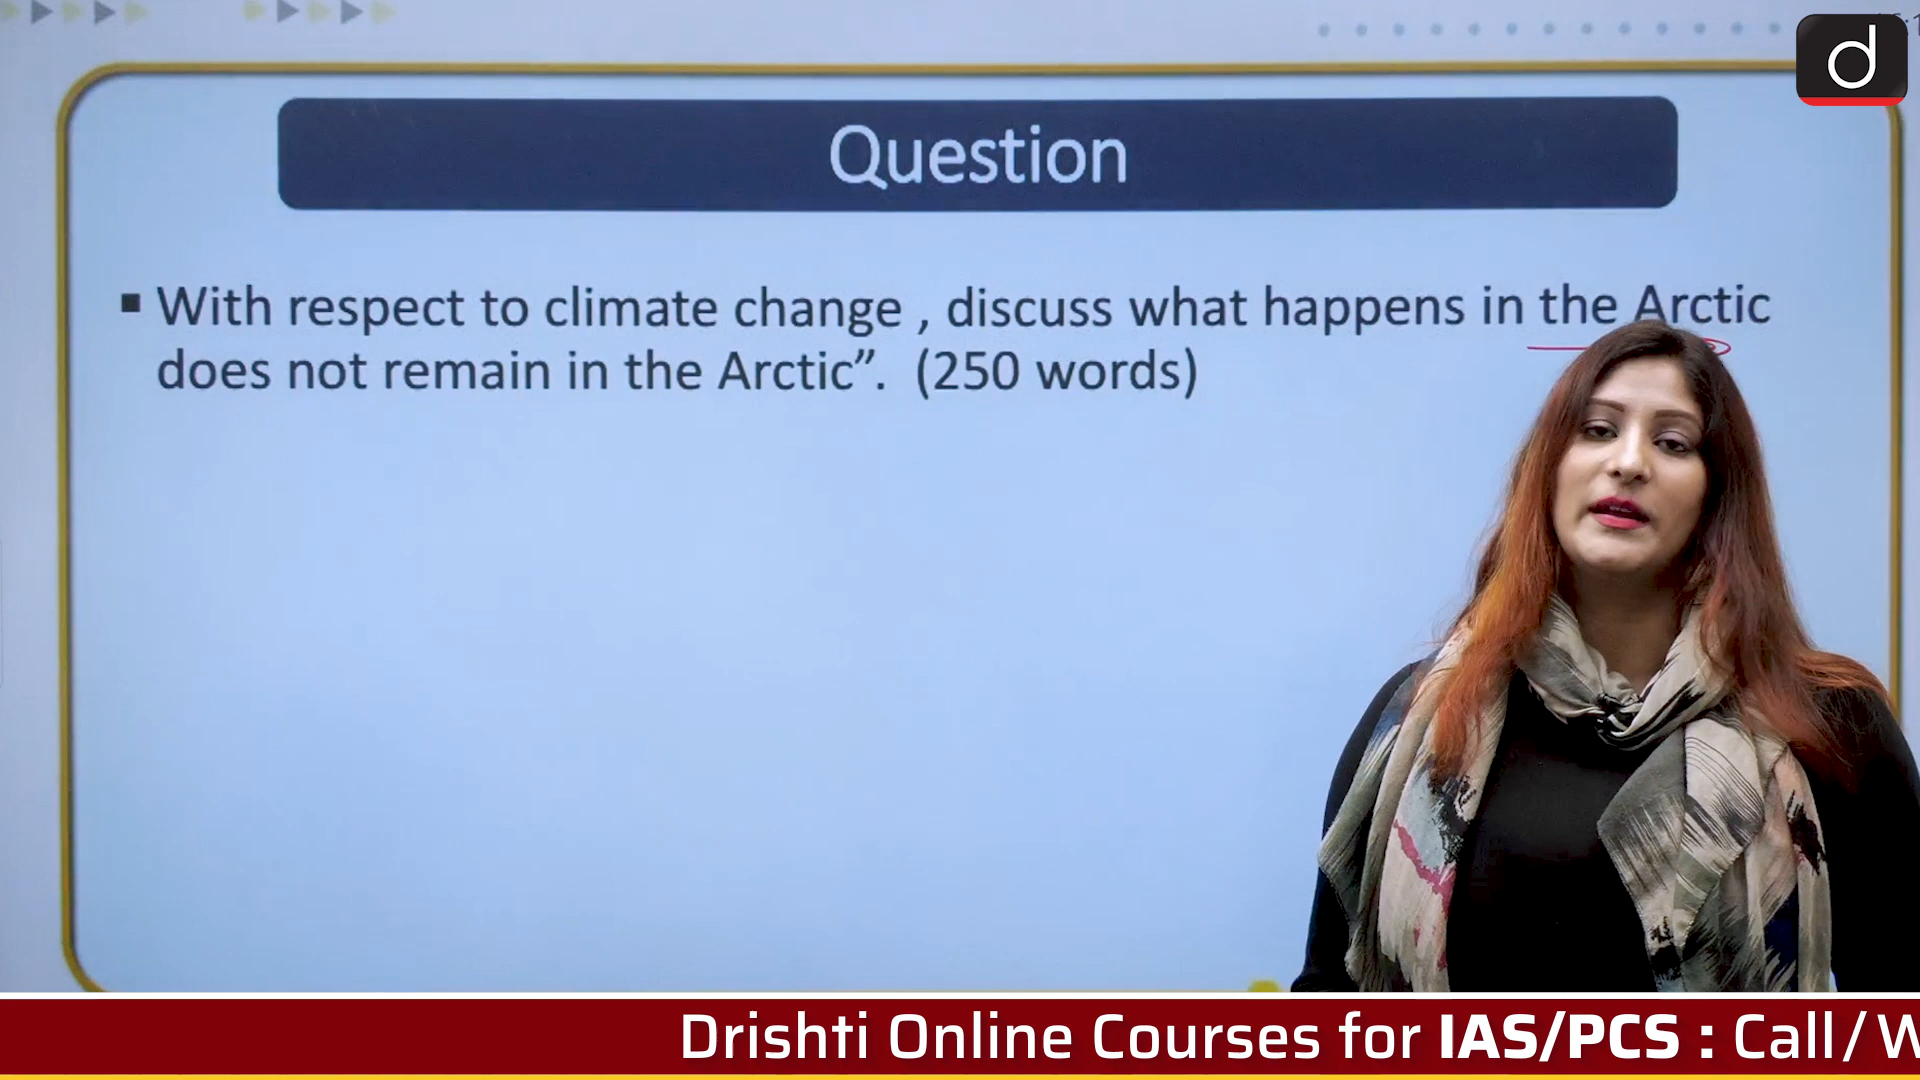 d
Question
▪ With respect to climate change , discuss what happens in the Arctic
does not remain in the Arctic”. (250 words)
Drishti Online Courses for IAS/PCS : Call/W